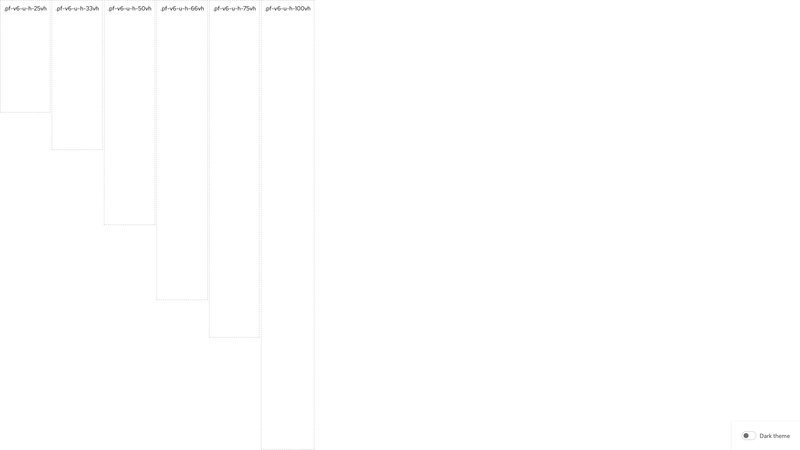 .pf-v6-u-h-25vh
.pf-v6-u-h-33vh
.pf-v6-u-h-50vh
.pf-v6-u-h-66vh
.pf-v6-u-h-75vh
.pf-v6-u-h-100vh
Dark theme